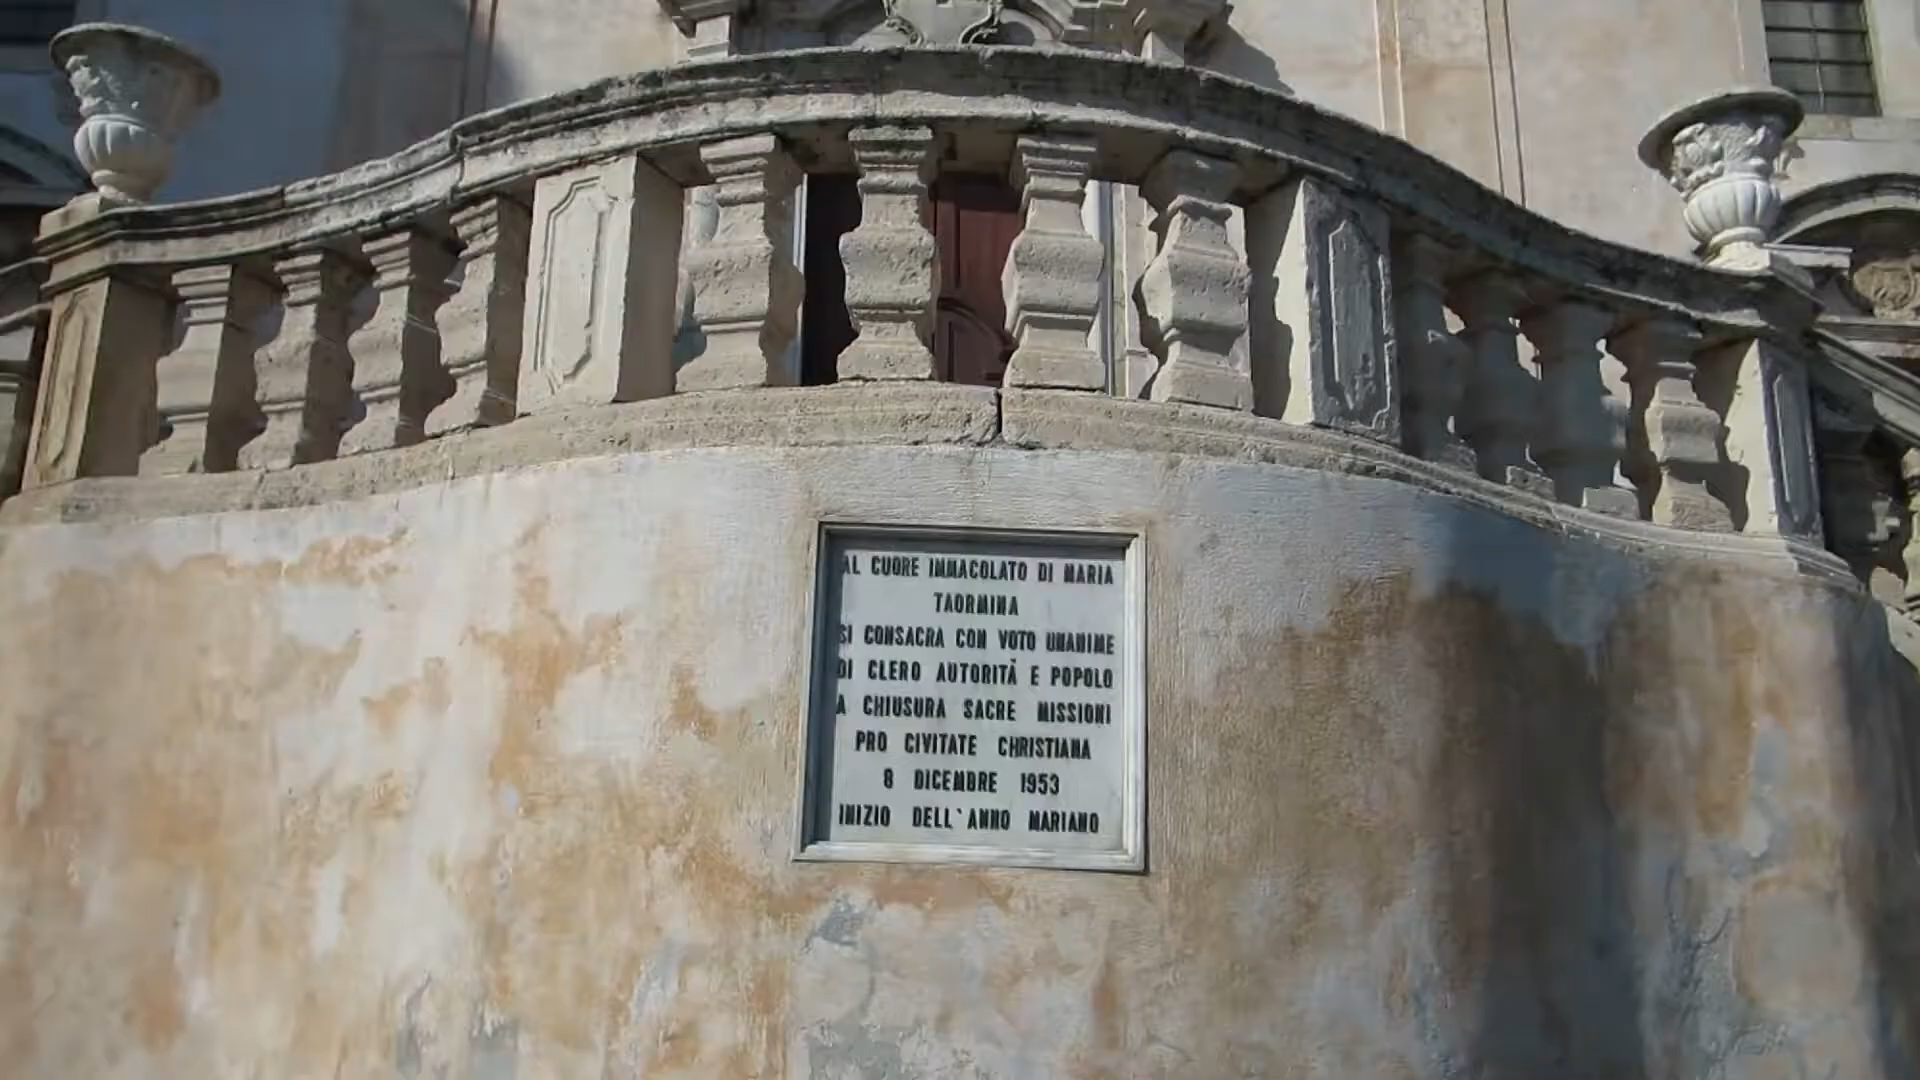 AL CUORE IMMACOLATO DI MARIA
TAORMINA
SI CONSACRA CON VOTO UNANIME
DI CLERO AUTORITÀ E POPOLO
A CHIUSURA SACRE MISSIONI
PRO CIVITATE CHRISTIANA
8 DICEMBRE 1953
INIZIO DELL'ANNO MARIANO